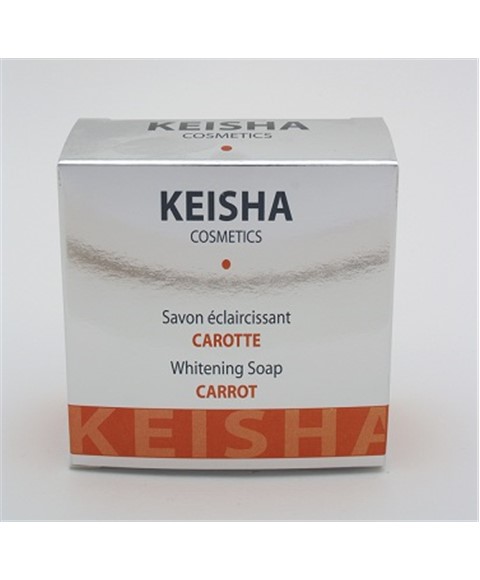 KEISHA
COSMETICS
KEISHA
COSMETICS
Savon éclaircissant
CAROTTE
Whitening Soap
CARROT
KEISHA